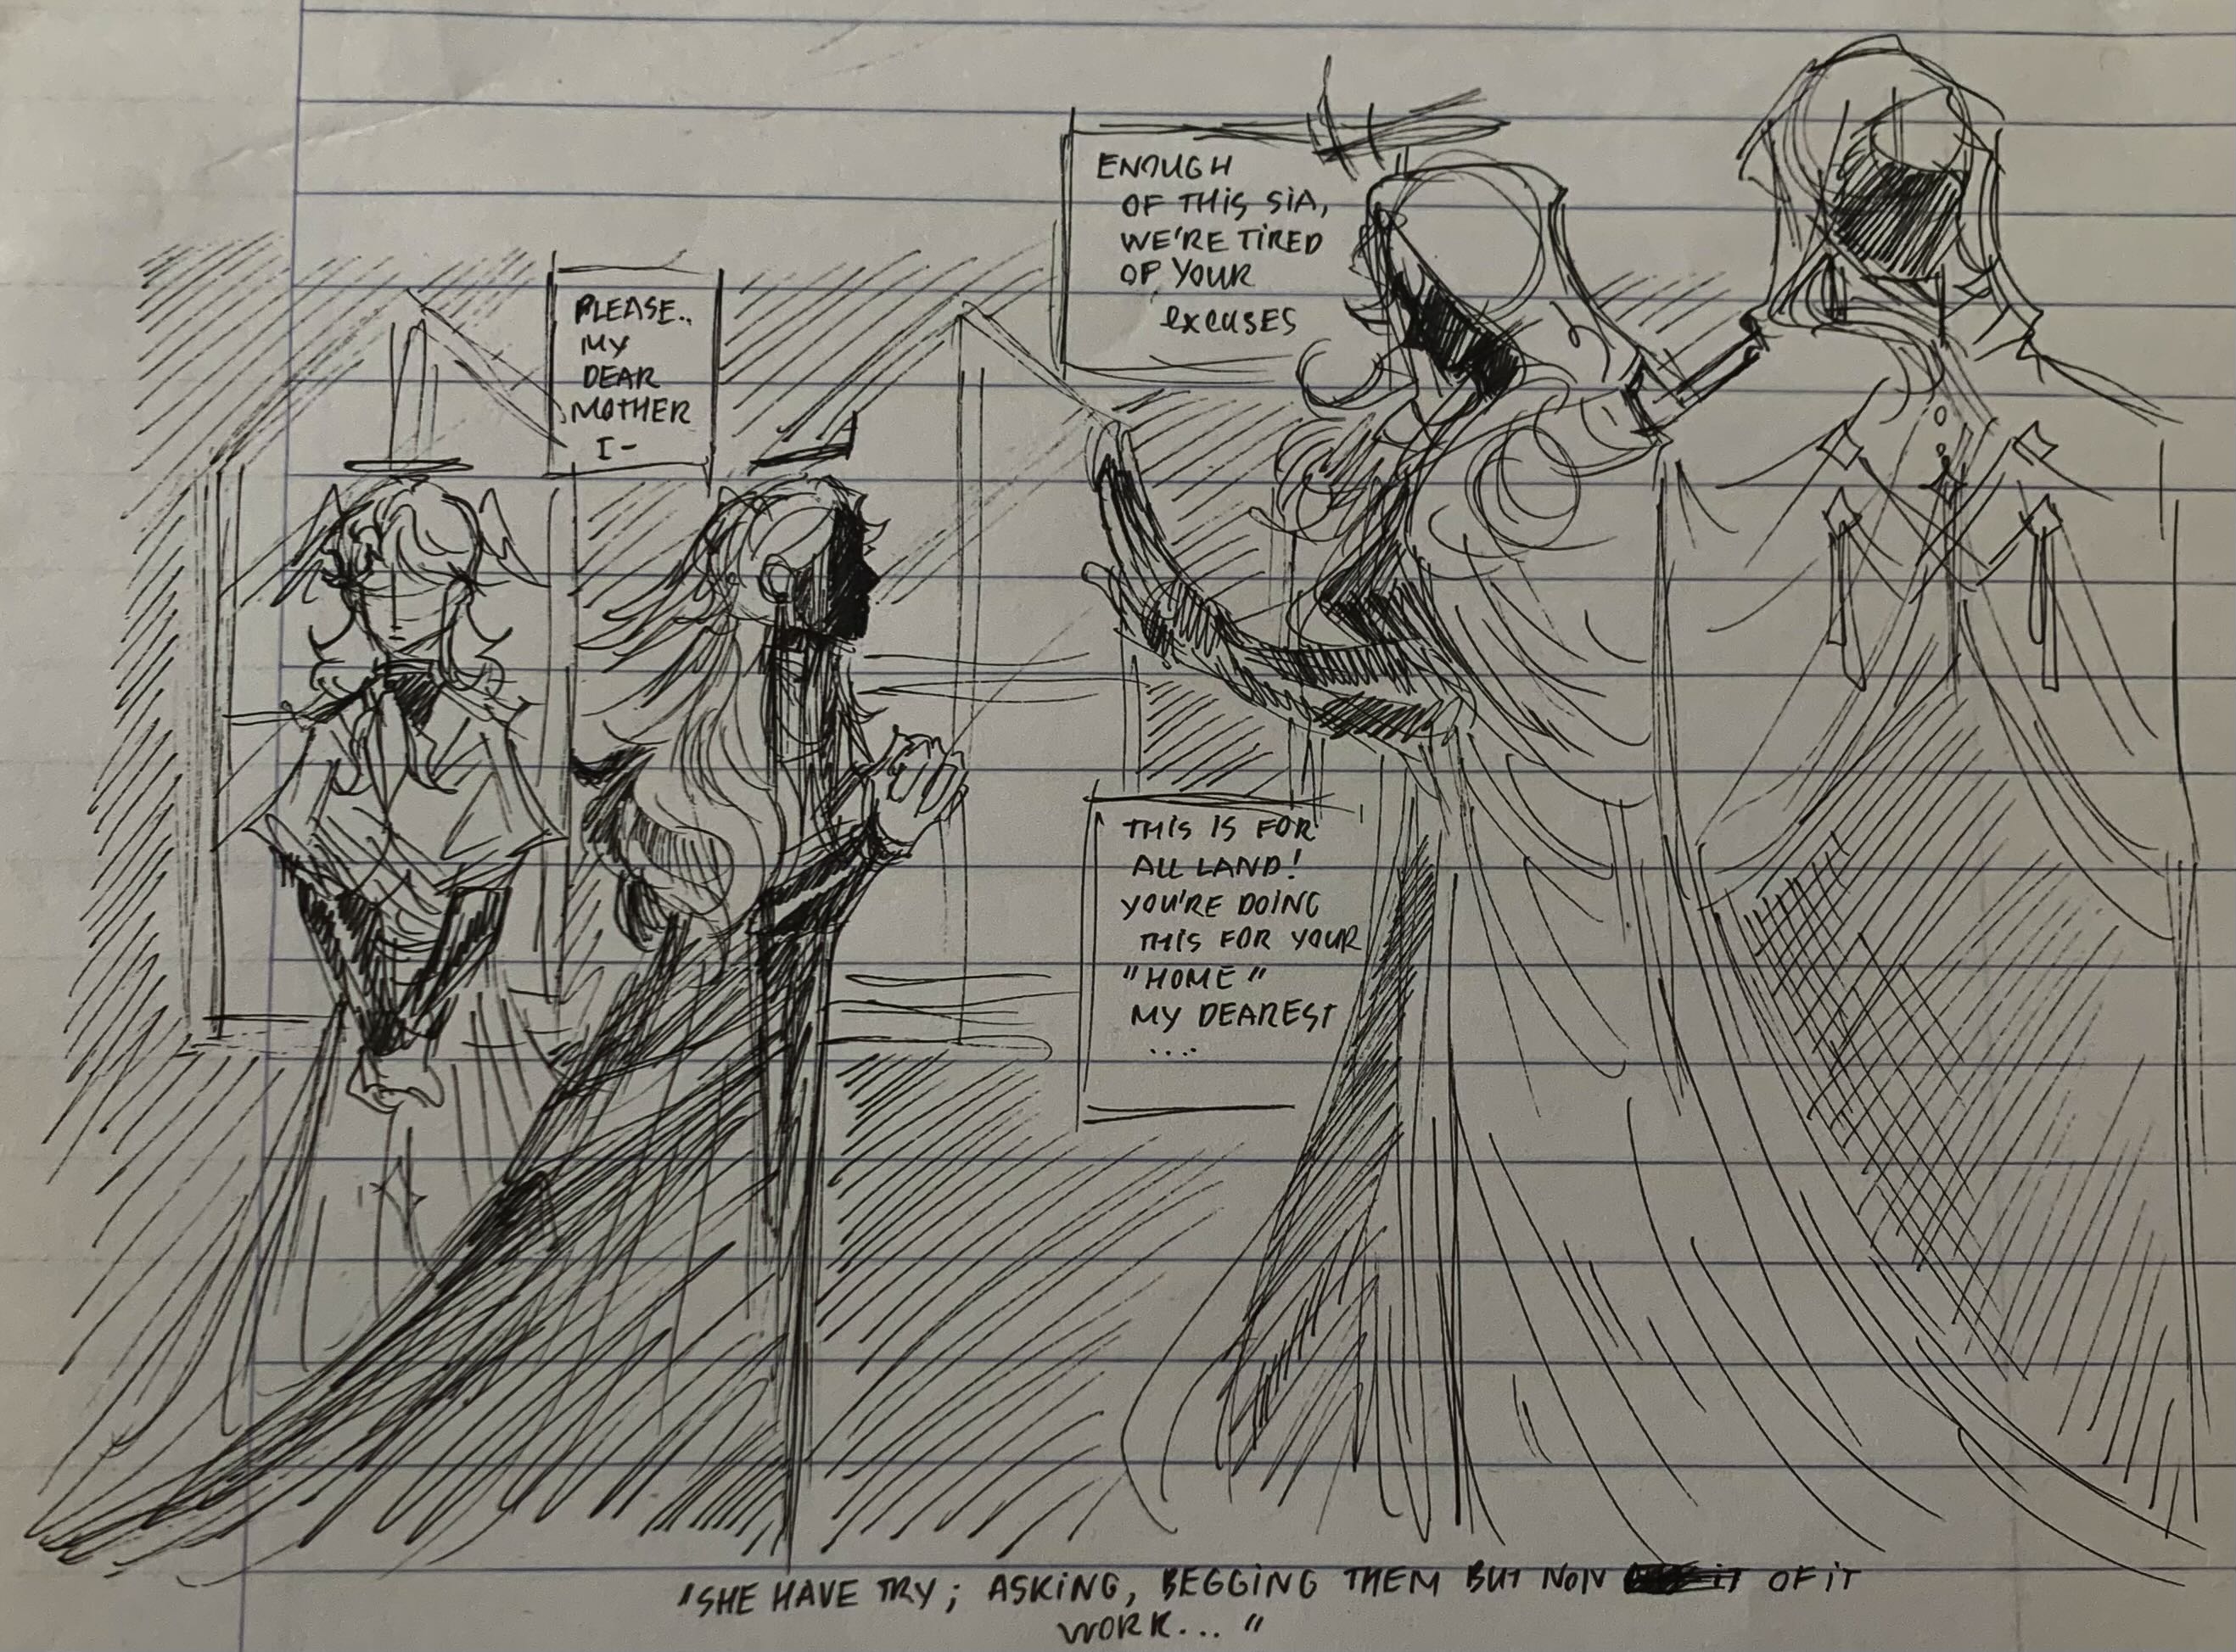 PLEASE..
MY
DEAR
MOTHER
I-
ENOUGH
OF THIS SIA,
WE'RE TIRED
OF YOUR
EXCUSES
THIS IS FOR
ALL LAND!
YOU'RE DOING
THIS FOR YOUR
"HOME"
MY DEAREST
....
"SHE HAVE TRY; ASKING, BEGGING THEM BUT NON OF IT
WORK..."